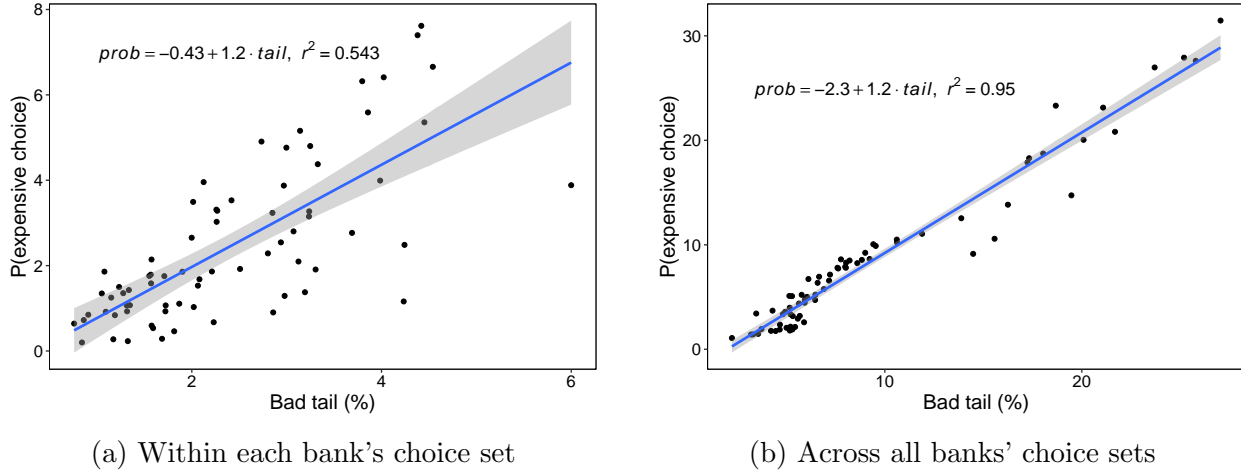 8
6
4
2
0
P(expensive choice)
prob = −0.43 + 1.2 · tail, r² = 0.543
2 4 6
Bad tail (%)
(a) Within each bank's choice set
30
20
10
0
P(expensive choice)
prob = −2.3 + 1.2 · tail, r² = 0.95
10 20
Bad tail (%)
(b) Across all banks' choice sets